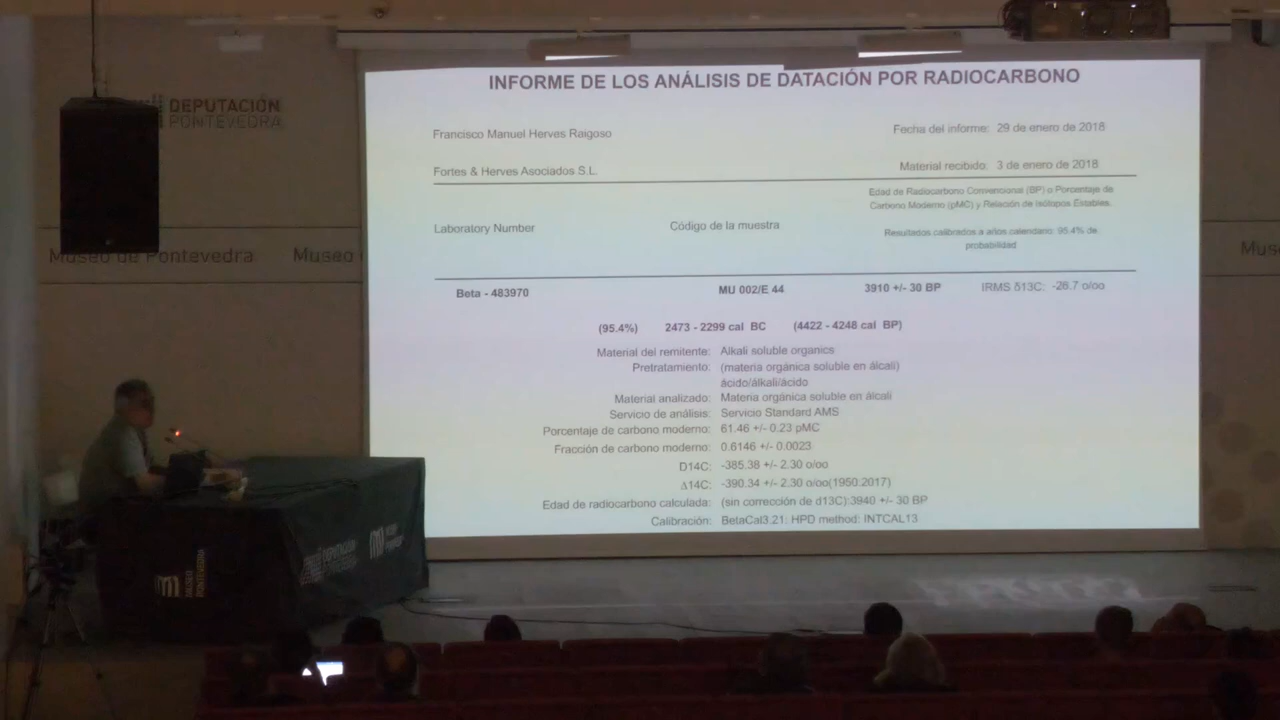 INFORME DE LOS ANÁLISIS DE DATACIÓN POR RADIOCARBONO
DEPUTACIÓN
PONTEVEDRA
Francisco Manuel Herves Raigoso
Fecha del informe: 29 de enero de 2018
Fortes & Herves Asociados S.L.
Material recibido: 3 de enero de 2018
Edad de Radiocarbono Convencional (BP) o Porcentaje de
Carbono Moderno (pMC) y Relación de Isótopos Estables.
Laboratory Number
Código de la muestra
Resultados calibrados a años calendario: 95.4% de
probabilidad
Museo de Pontevedra
Museo
Mus
Beta - 483970
MU 002/E 44
3910 +/- 30 BP
IRMS δ13C: -26.7 o/oo
(95.4%) 2473 - 2299 cal BC (4422 - 4248 cal BP)
Material del remitente: Alkali soluble organics
Pretratamiento: (materia orgánica soluble en álcali)
ácido/álkali/ácido
Material analizado: Materia orgánica soluble en álcali
Servicio de análisis: Servicio Standard AMS
Porcentaje de carbono moderno: 61.46 +/- 0.23 pMC
Fracción de carbono moderno: 0.6146 +/- 0.0023
D14C: -385.38 +/- 2.30 o/oo
Δ14C: -390.34 +/- 2.30 o/oo(1950:2017)
Edad de radiocarbono calculada: (sin corrección de d13C):3940 +/- 30 BP
Calibración: BetaCal3.21: HPD method: INTCAL13
DEPUTACIÓN
PONTEVEDRA
MUSEO
PONTEVEDRA